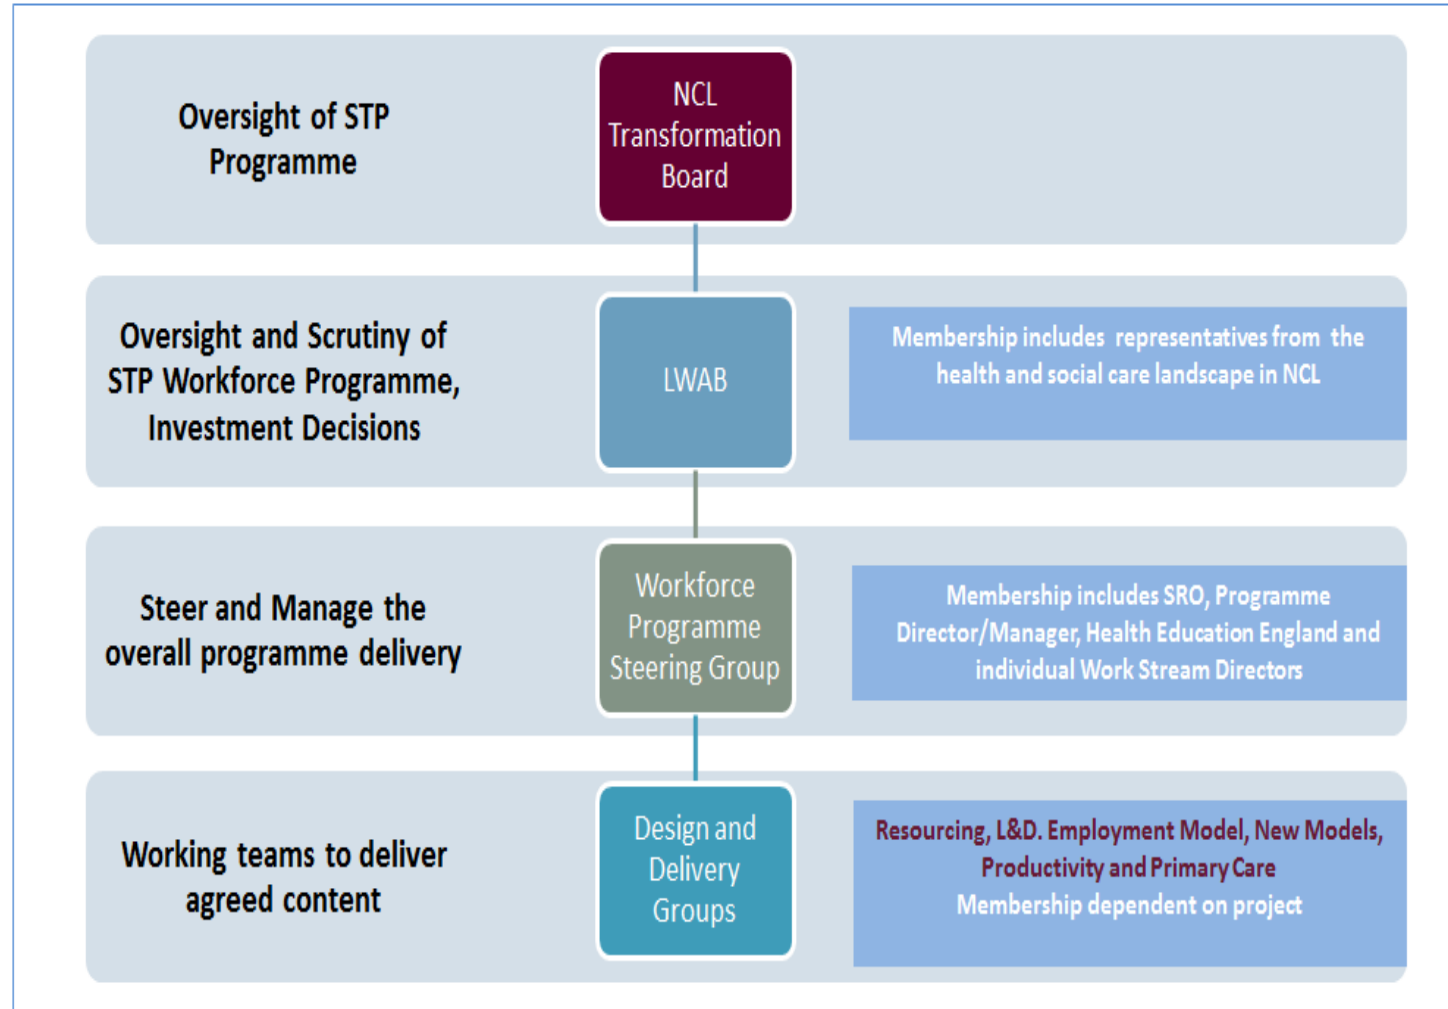 Oversight of STP
Programme
NCL
Transformation
Board
Oversight and Scrutiny of
STP Workforce Programme,
Investment Decisions
LWAB
Membership includes representatives from the
health and social care landscape in NCL
Steer and Manage the
overall programme delivery
Workforce
Programme
Steering Group
Membership includes SRO, Programme
Director/Manager, Health Education England and
individual Work Stream Directors
Working teams to deliver
agreed content
Design and
Delivery
Groups
Resourcing, L&D. Employment Model, New Models,
Productivity and Primary Care
Membership dependent on project